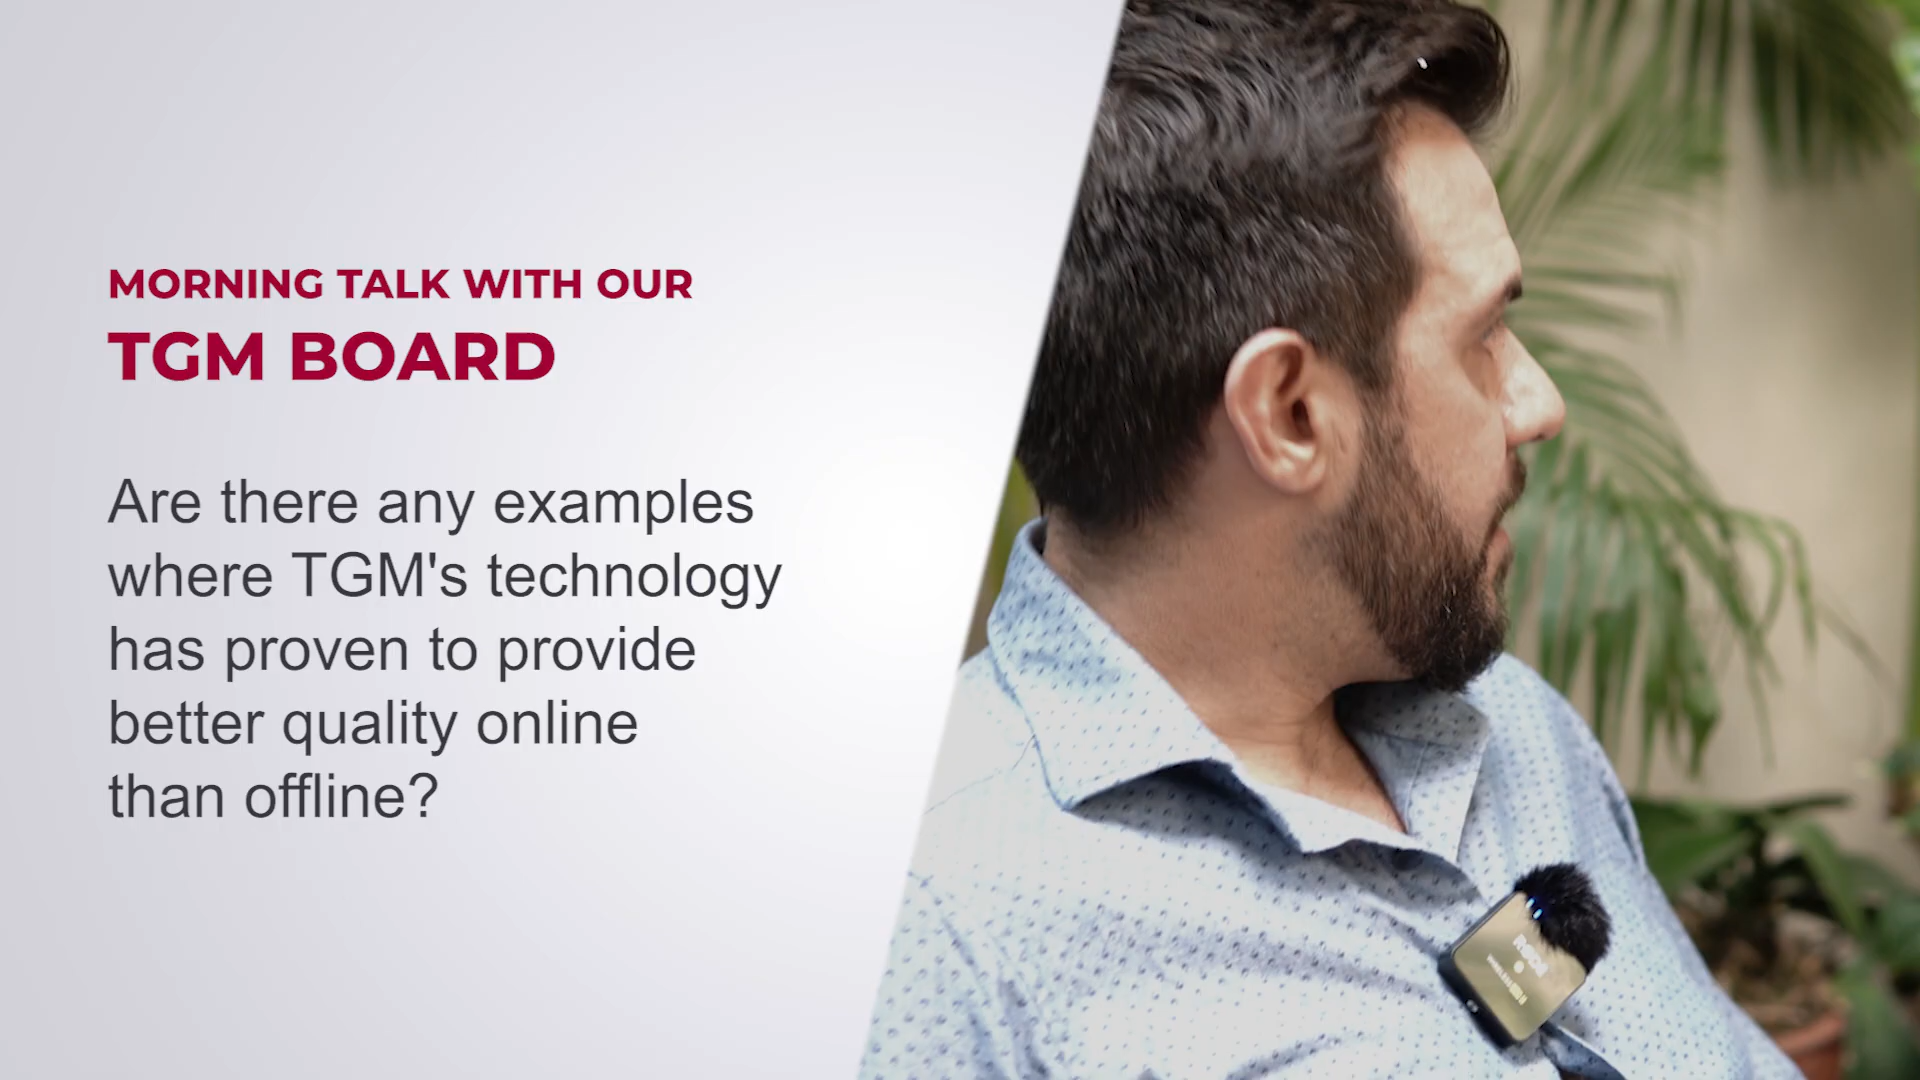 MORNING TALK WITH OUR
TGM BOARD
Are there any examples
where TGM's technology
has proven to provide
better quality online
than offline?
RØDE